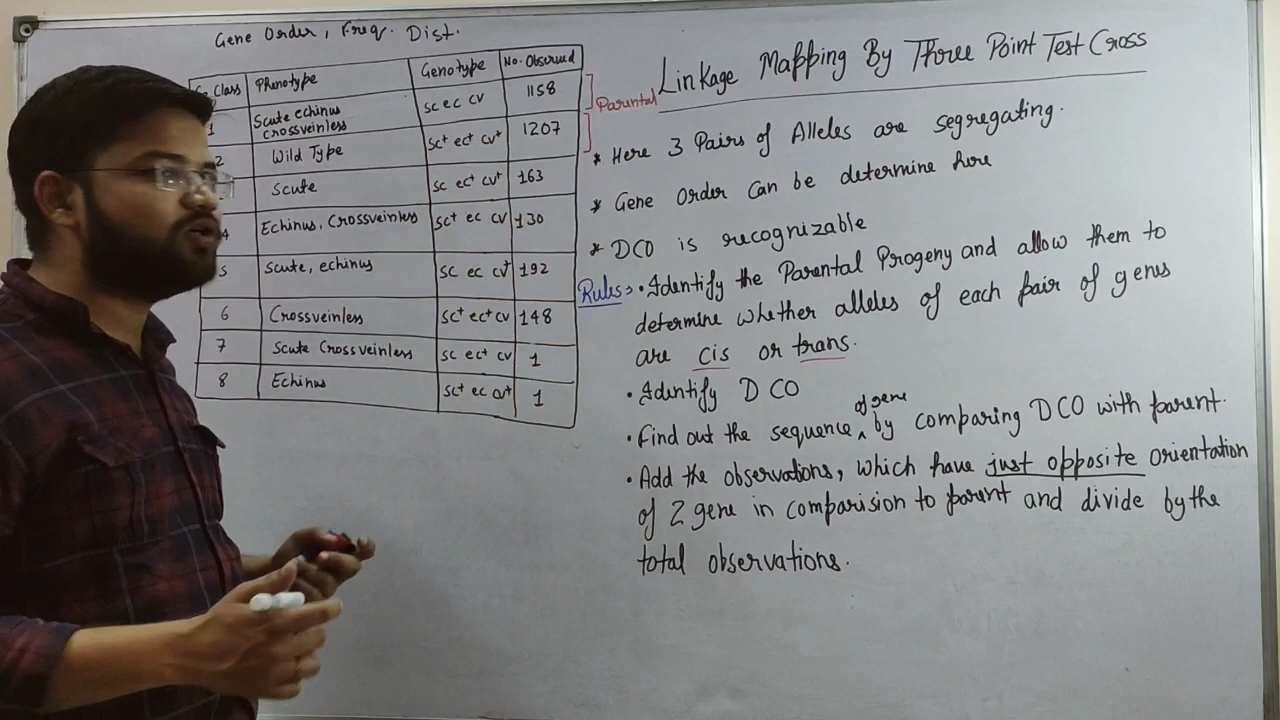 Gene Order, Freq. Dist.
Class Phenotype Genotype No. Observed
1 Scute echinus crossveinless sc ec cv 1158
2 Wild Type sc+ ec+ cv+ 1207
Parental
Scute sc ec+ cv+ 163
4 Echinus, Crossveinless sc+ ec cv 130
5 Scute, echinus sc ec cv+ 192
6 Crossveinless sc+ ec+ cv 148
7 Scute Crossveinless sc ec+ cv 1
8 Echinus sc+ ec cv+ 1
Linkage Mapping By Three Point Test Cross
* Here 3 Pairs of Alleles are segregating.
* Gene Order can be determine here
* DCO is recognizable
Rules:- • Identify the Parental Progeny and allow them to
determine whether alleles of each pair of genes
are cis or trans.
• Identify DCO
• Find out the sequence of gene by comparing DCO with parent.
• Add the observations, which have just opposite orientation
of 2 gene in comparision to parent and divide by the
total observations.